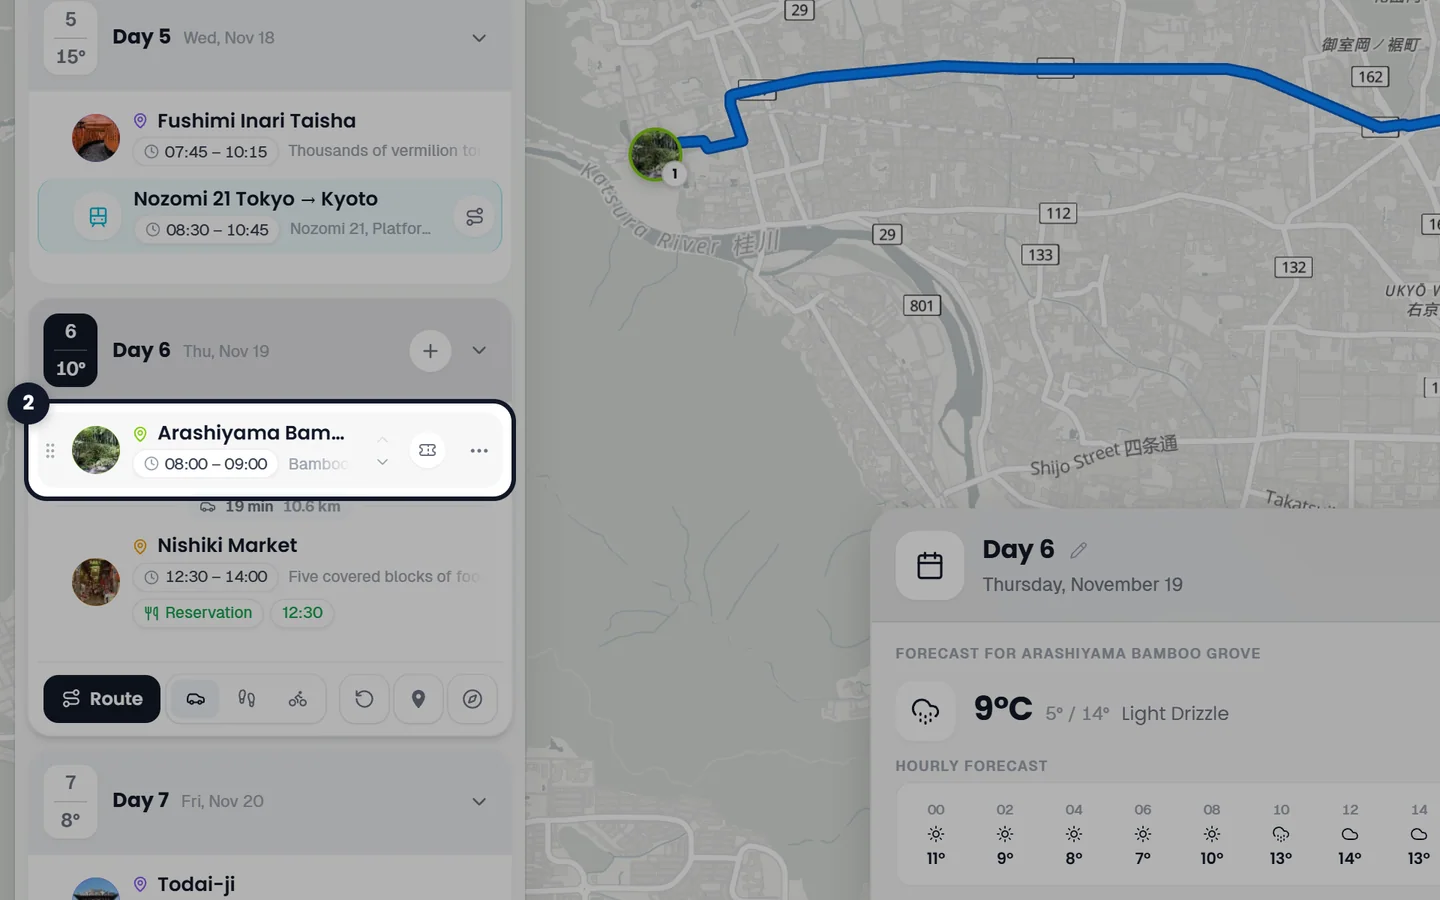 5
15°
Day 5 Wed, Nov 18
Fushimi Inari Taisha
07:45 – 10:15 Thousands of vermilion
Nozomi 21 Tokyo → Kyoto
08:30 – 10:45 Nozomi 21, Platfor...
6
10°
Day 6 Thu, Nov 19
2
Arashiyama Bam...
08:00 – 09:00 Bamboo
19 min 10.6 km
Nishiki Market
12:30 – 14:00 Five covered blocks of
Reservation 12:30
Route
7
8°
Day 7 Fri, Nov 20
Todai-ji
29
御室岡ノ裾町
162
1
Katsura River 桂川
112
29
133
132
801
UKYŌ
右京
Shijo Street 四条通
Day 6
Thursday, November 19
FORECAST FOR ARASHIYAMA BAMBOO GROVE
9°C 5° / 14° Light Drizzle
HOURLY FORECAST
00 02 04 06 08 10 12 14
11° 9° 8° 7° 10° 13° 14° 13°